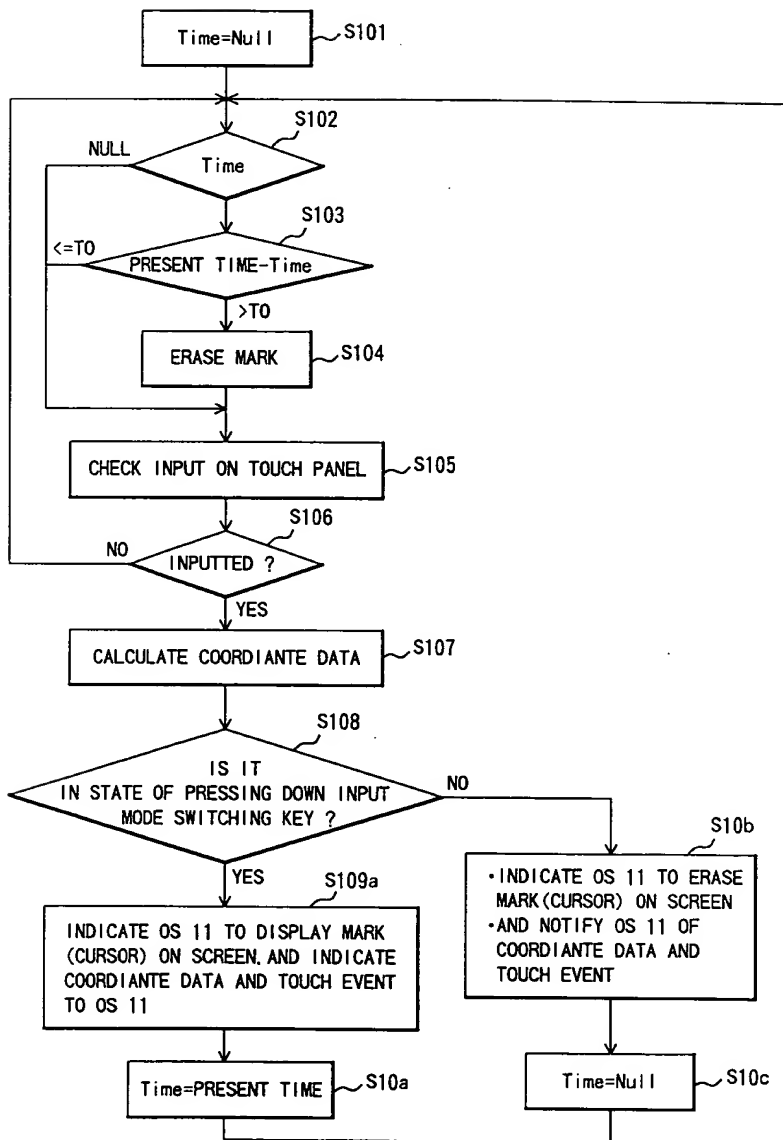 Time=Null
S101
S102
NULL
Time
S103
<=TO
PRESENT TIME-Time
>TO
ERASE MARK
S104
CHECK INPUT ON TOUCH PANEL
S105
S106
NO
INPUTTED ?
YES
CALCULATE COORDIANTE DATA
S107
S108
IS IT
IN STATE OF PRESSING DOWN INPUT
MODE SWITCHING KEY ?
NO
YES
S10b
•INDICATE OS 11 TO ERASE
MARK(CURSOR) ON SCREEN
•AND NOTIFY OS 11 OF
COORDIANTE DATA AND
TOUCH EVENT
S109a
INDICATE OS 11 TO DISPLAY MARK
(CURSOR) ON SCREEN, AND INDICATE
COORDIANTE DATA AND TOUCH EVENT
TO OS 11
Time=PRESENT TIME
S10a
Time=Null
S10c